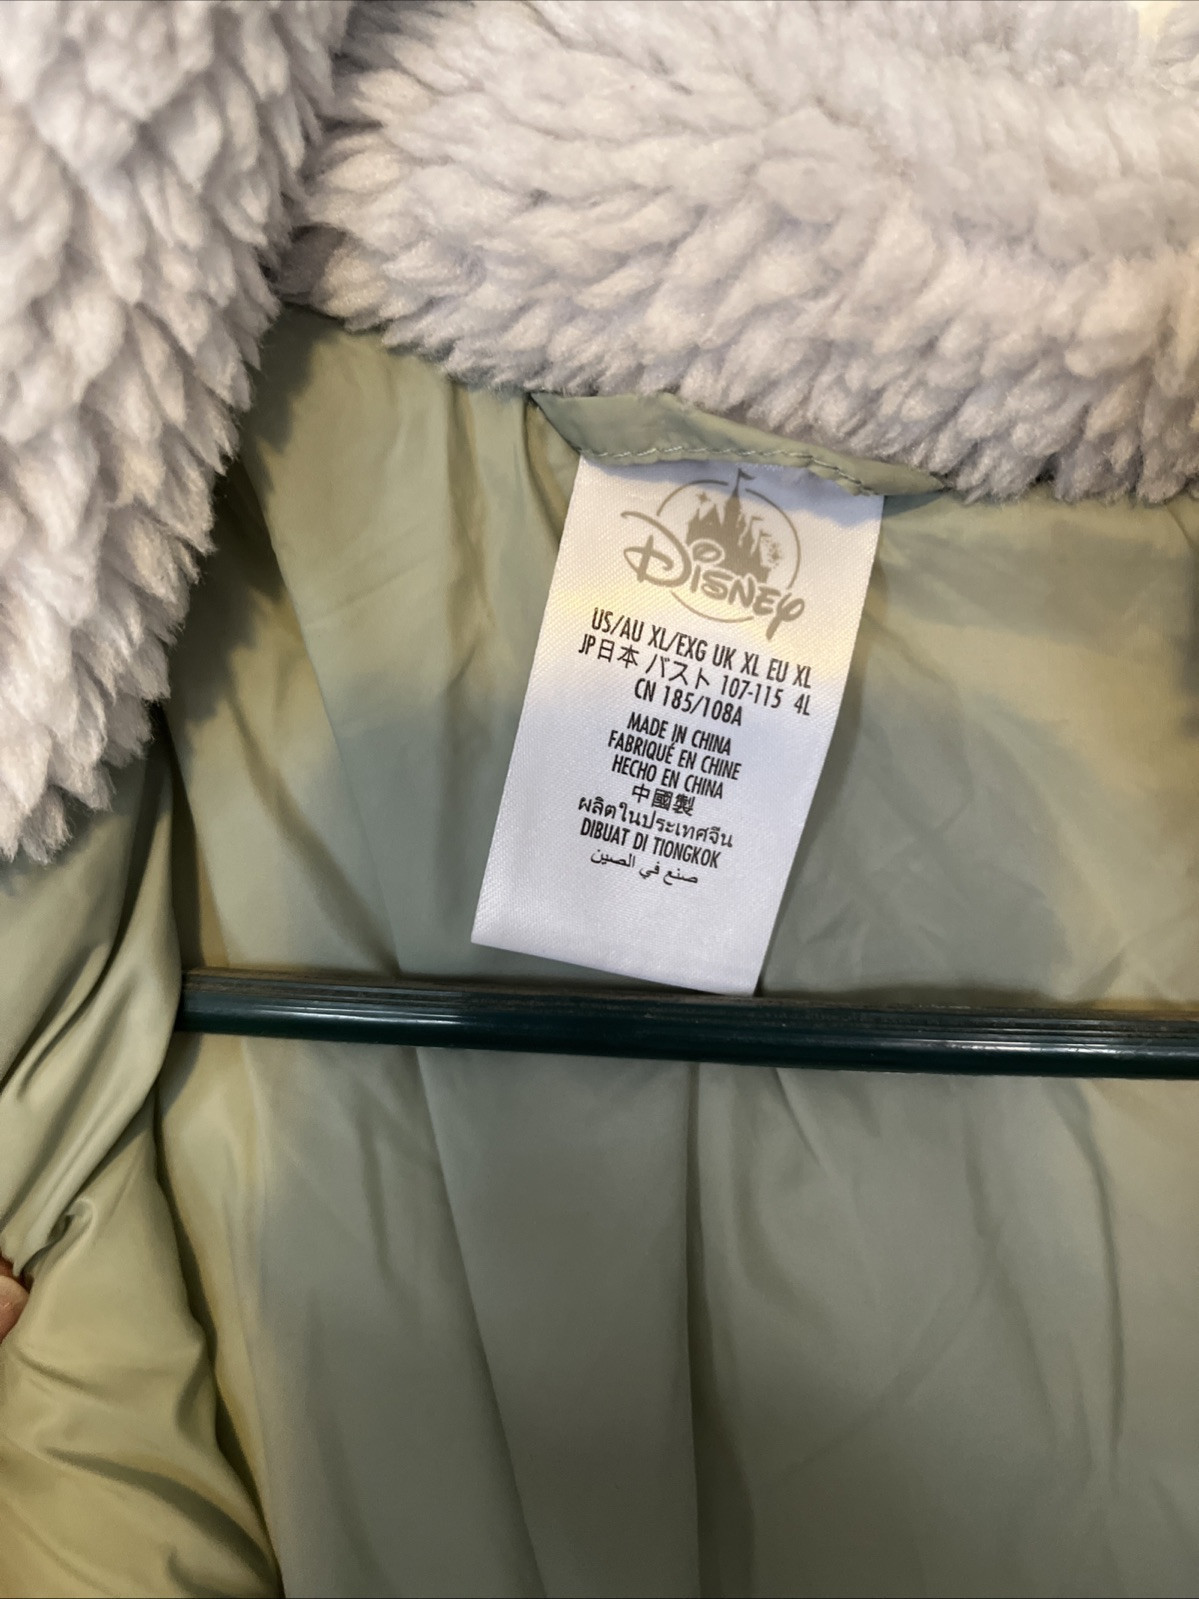 Disney
US/AU XL/EXG UK XL EU XL
JP日本 バスト 107-115 4L
CN 185/108A
MADE IN CHINA
FABRIQUÉ EN CHINE
HECHO EN CHINA
中國製
ผลิตในประเทศจีน
DIBUAT DI TIONGKOK
صنع في الصين